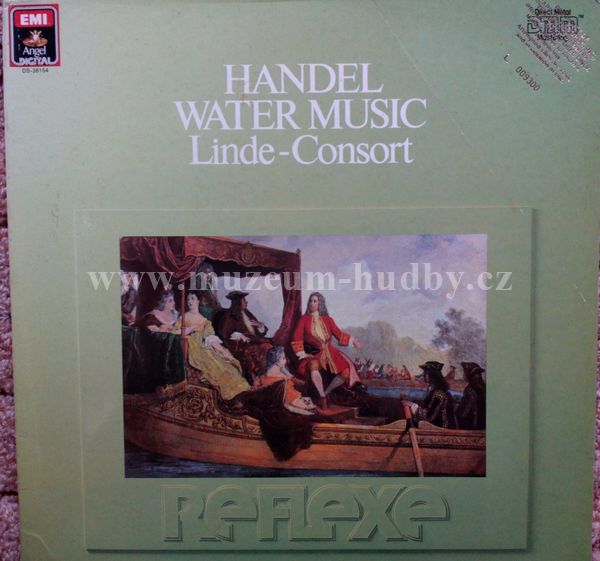 EMI
Angel
DIGITAL
DS-38154
Direct Metal
DMM™
Mastering
009300
HANDEL
WATER MUSIC
Linde-Consort
www.muzeum-hudby.cz
REFLEXE